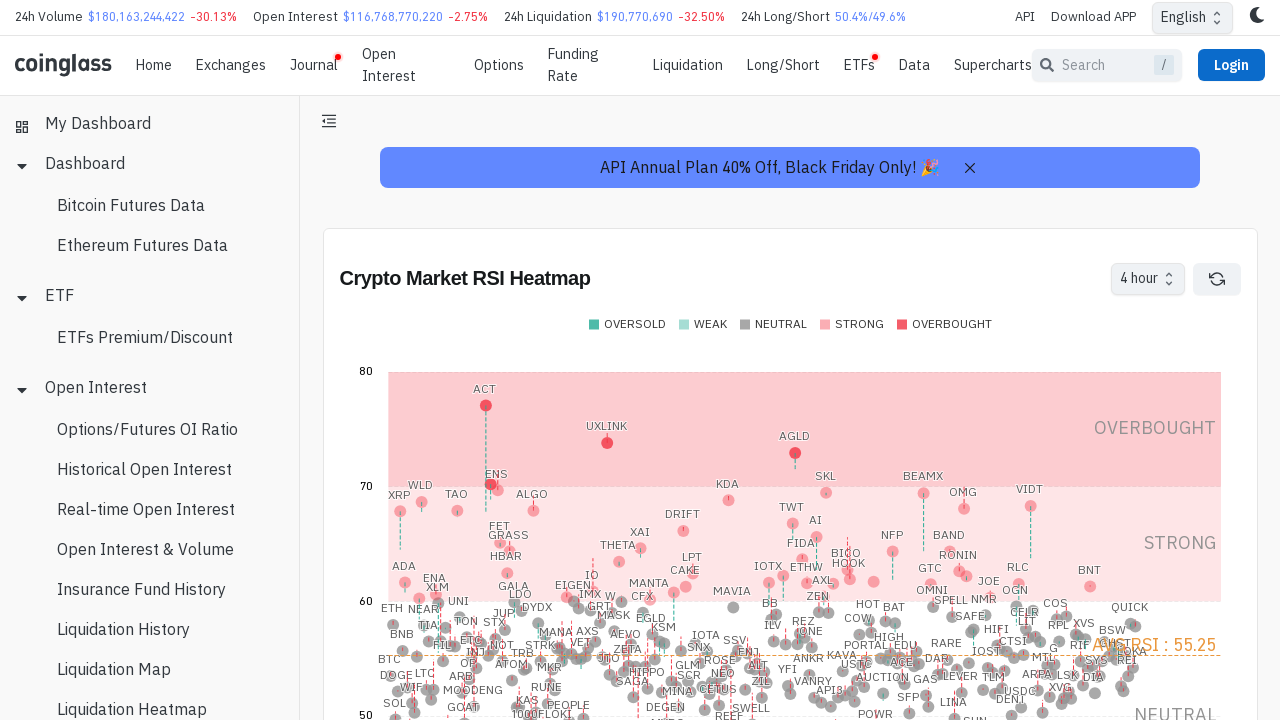 24h Volume $180,163,244,422 -30.13% Open Interest $116,768,770,220 -2.75% 24h Liquidation $190,770,690 -32.50% 24h Long/Short 50.4%/49.6% API Download APP English
coinglass Home Exchanges Journal Open Interest Options Funding Rate Liquidation Long/Short ETFs Data Supercharts Search / Login
My Dashboard
Dashboard
Bitcoin Futures Data
Ethereum Futures Data
ETF
ETFs Premium/Discount
Open Interest
Options/Futures OI Ratio
Historical Open Interest
Real-time Open Interest
Open Interest & Volume
Insurance Fund History
Liquidation History
Liquidation Map
Liquidation Heatmap
API Annual Plan 40% Off, Black Friday Only! 🎉
Crypto Market RSI Heatmap
4 hour
OVERSOLD WEAK NEUTRAL STRONG OVERBOUGHT
80
ACT
UXLINK
AGLD
OVERBOUGHT
70
ENS
SKL
BEAMX
XRP WLD TAO ALGO KDA OMG VIDT
DRIFT TWT
FET GRASS XAI AI NFP BAND
THETA FIDA BICO HOOK STRONG
HBAR LPT RONIN
ADA IO CAKE IOTX ETHW GTC RLC BNT
ENA XLM GALA EIGEN MANTA AXL JOE
LDO IMX W CFX MAVIA ZEN OMNI OGN
60
UNI SPELL NMR
ETH NEAR DYDX GRT BB HOT BAT CELR COS QUICK
JUP MASK EGLD COW SAFE
TIA TON STX KSM ILV REZ LIT RPL XVS
BNB MANA AXS AEVO IOTA ONE HIFI BSW
FIL ETC NOT STRK VET ZETA SNX SSV HIGH RARE CTSI RIF
PORTAL EDU AVG RSI : 55.25
TRB ROSE ANKR KAVA IOST G
BTC ATOM MKR GLM ACE DAR MTL SYS REI
DOGE LTC ARB SAGA HIPPO SCR NEO YFI AUCTION GAS LEVER TLM ARPA LSK DIA
WIF MOODENG RUNE MINA CETUS ZIL VANRY API3 USDC XVG
SOL GOAT KAS PEOPLE DEGEN SWELL SFP LINA
FLOKI REEF POWR SUN NEUTRAL
50